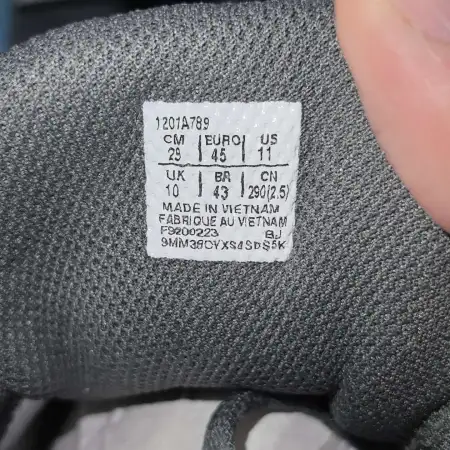 1201A789
CM | EURO | US
29 | 45 | 11
UK | BR | CN
10 | 43 | 290(2.5)
MADE IN VIETNAM
FABRIQUE AU VIETNAM
F9200223 BJ